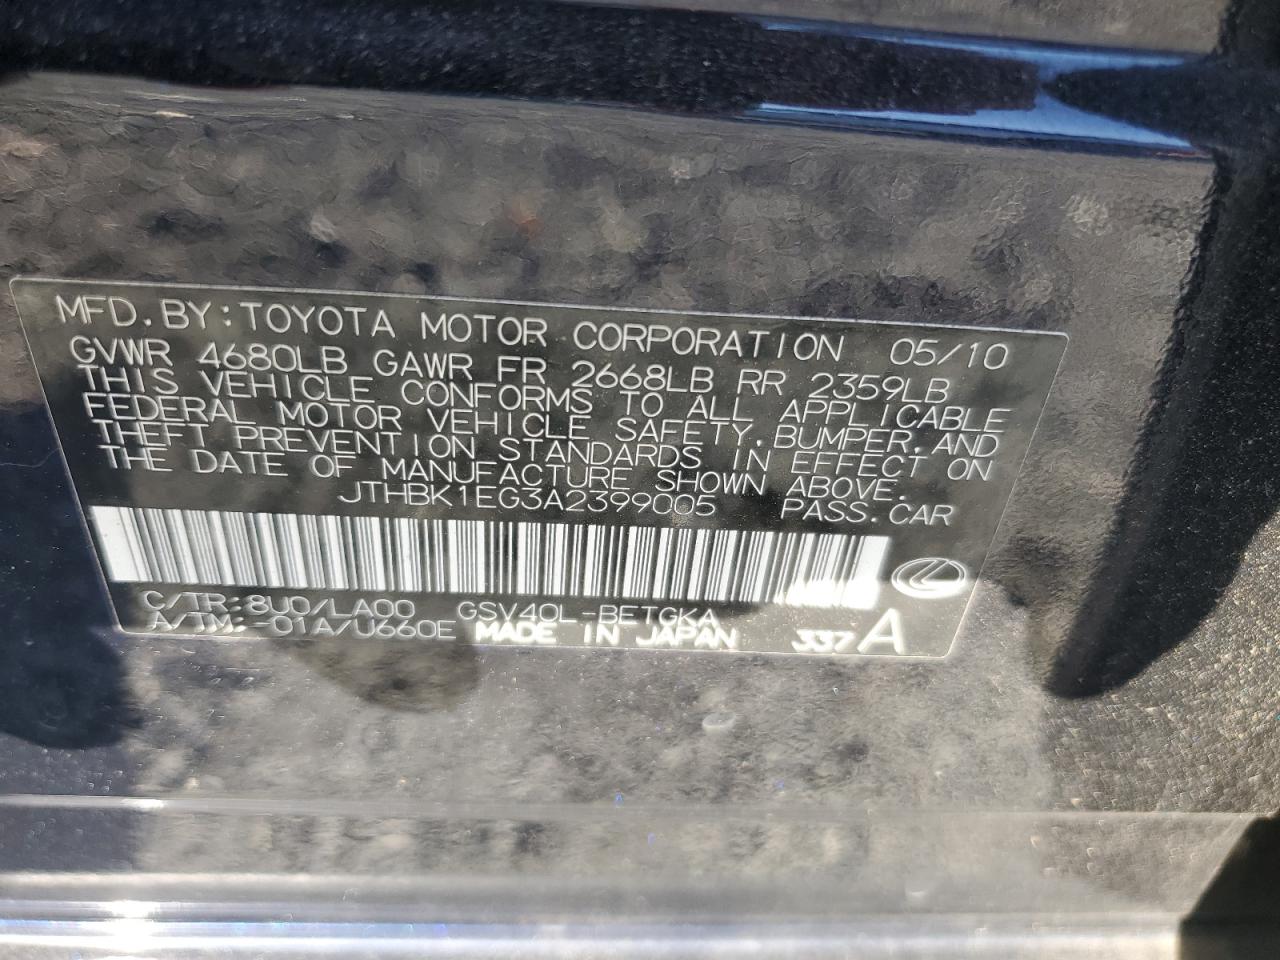 MFD.BY:TOYOTA MOTOR CORPORATION 05/10
GVWR 4680LB GAWR FR 2668LB RR 2359LB
THIS VEHICLE CONFORMS TO ALL APPLICABLE
FEDERAL MOTOR VEHICLE SAFETY,BUMPER,AND
THEFT PREVENTION STANDARDS IN EFFECT ON
THE DATE OF MANUFACTURE SHOWN ABOVE.
JTHBK1EG3A2399005 PASS.CAR
C/TR:8U0/LA00 GSV40L-BETGKA
A/TM:-01A/U660E MADE IN JAPAN 337 A